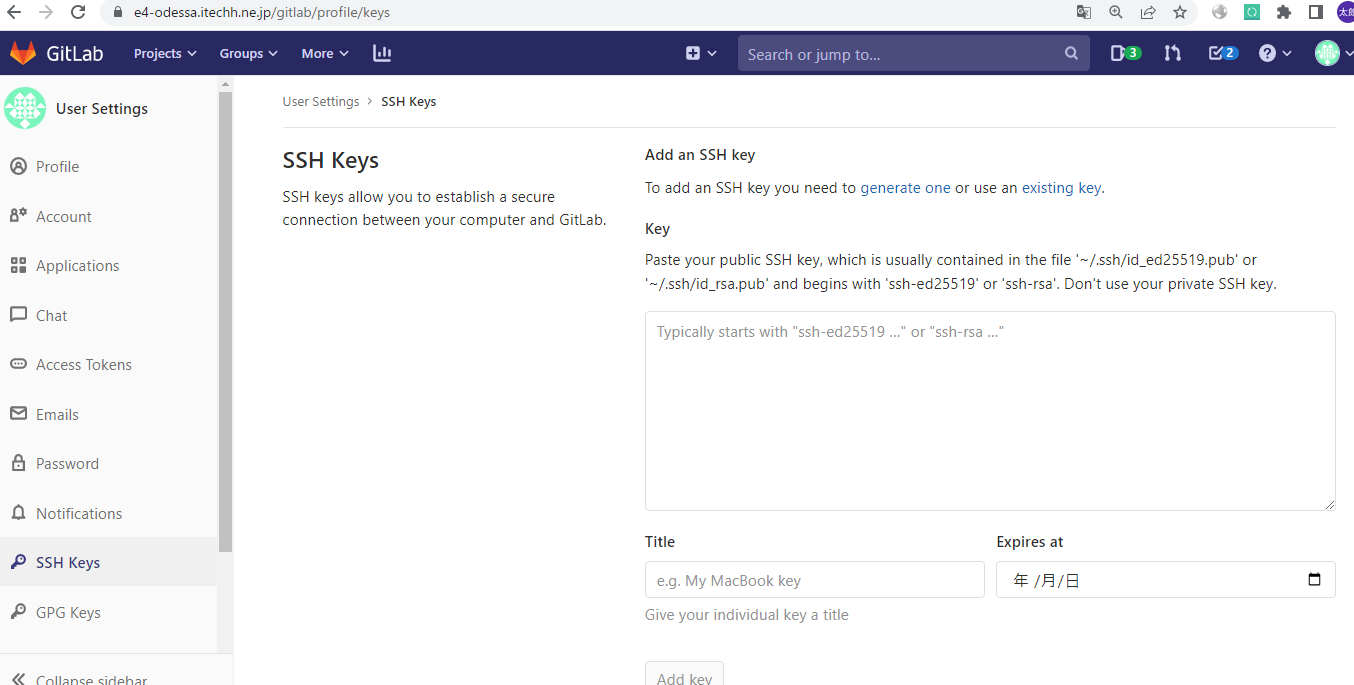 e4-odessa.itechh.ne.jp/gitlab/profile/keys
太郎
GitLab
Projects
Groups
More
Search or jump to...
3
2
User Settings
Profile
Account
Applications
Chat
Access Tokens
Emails
Password
Notifications
SSH Keys
GPG Keys
Collapse sidebar
User Settings > SSH Keys
SSH Keys
SSH keys allow you to establish a secure
connection between your computer and GitLab.
Add an SSH key
To add an SSH key you need to generate one or use an existing key.
Key
Paste your public SSH key, which is usually contained in the file '~/.ssh/id_ed25519.pub' or
'~/.ssh/id_rsa.pub' and begins with 'ssh-ed25519' or 'ssh-rsa'. Don't use your private SSH key.
Typically starts with "ssh-ed25519 ..." or "ssh-rsa ..."
Title
Expires at
e.g. My MacBook key
年 /月/日
Give your individual key a title
Add key